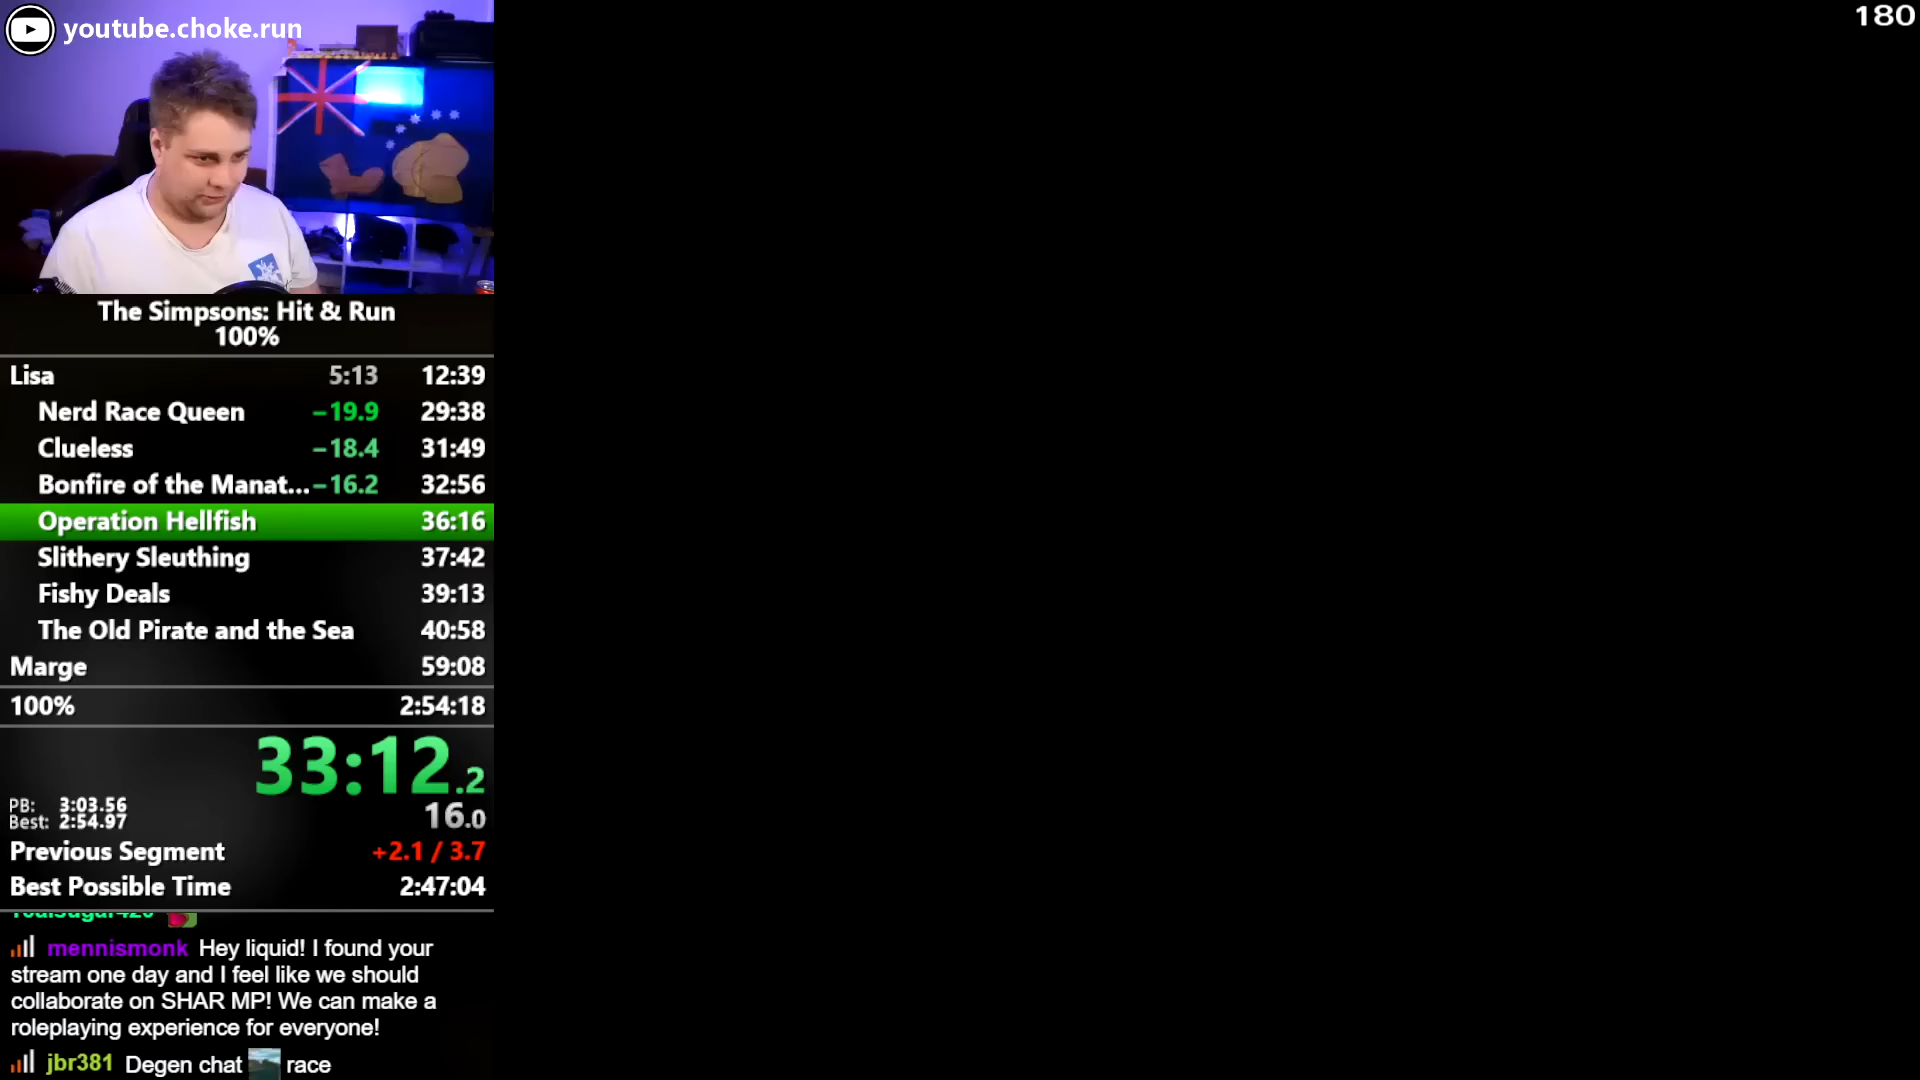 youtube.choke.run
180
The Simpsons: Hit & Run
100%
Lisa 5:13 12:39
Nerd Race Queen −19.9 29:38
Clueless −18.4 31:49
Bonfire of the Manat... −16.2 32:56
Operation Hellfish 36:16
Slithery Sleuthing 37:42
Fishy Deals 39:13
The Old Pirate and the Sea 40:58
Marge 59:08
100% 2:54:18
33:12.2
PB: 3:03.56
16.0
Best: 2:54.97
Previous Segment +2.1 / 3.7
Best Possible Time 2:47:04
mennismonk Hey liquid! I found your
stream one day and I feel like we should
collaborate on SHAR MP! We can make a
roleplaying experience for everyone!
jbr381 Degen chat race